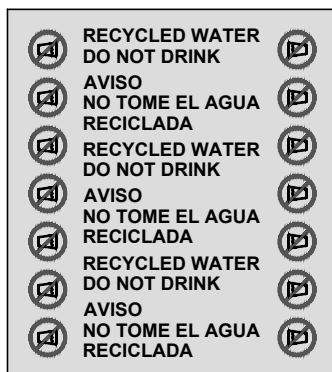 RECYCLED WATER
DO NOT DRINK
AVISO
NO TOME EL AGUA
RECICLADA
RECYCLED WATER
DO NOT DRINK
AVISO
NO TOME EL AGUA
RECICLADA
RECYCLED WATER
DO NOT DRINK
AVISO
NO TOME EL AGUA
RECICLADA